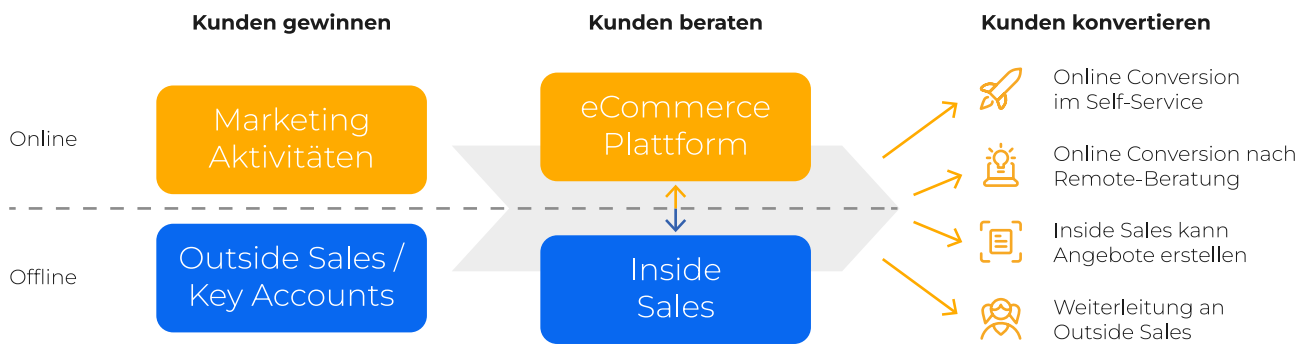 Kunden gewinnen
Kunden beraten
Kunden konvertieren
Online
Marketing
Aktivitäten
eCommerce
Plattform
Offline
Outside Sales /
Key Accounts
Inside
Sales
Online Conversion
im Self-Service
Online Conversion nach
Remote-Beratung
Inside Sales kann
Angebote erstellen
Weiterleitung an
Outside Sales